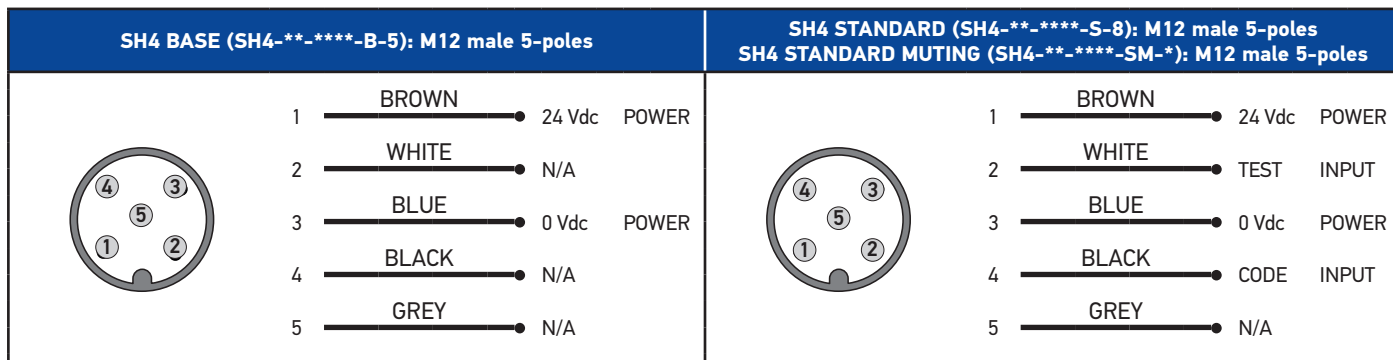 SH4 BASE (SH4-**-****-B-5): M12 male 5-poles
1 BROWN 24 Vdc POWER
2 WHITE N/A
3 BLUE 0 Vdc POWER
4 BLACK N/A
5 GREY N/A
4 3
5
1 2
SH4 STANDARD (SH4-**-****-S-8): M12 male 5-poles
SH4 STANDARD MUTING (SH4-**-****-SM-*): M12 male 5-poles
1 BROWN 24 Vdc POWER
2 WHITE TEST INPUT
3 BLUE 0 Vdc POWER
4 BLACK CODE INPUT
5 GREY N/A
4 3
5
1 2